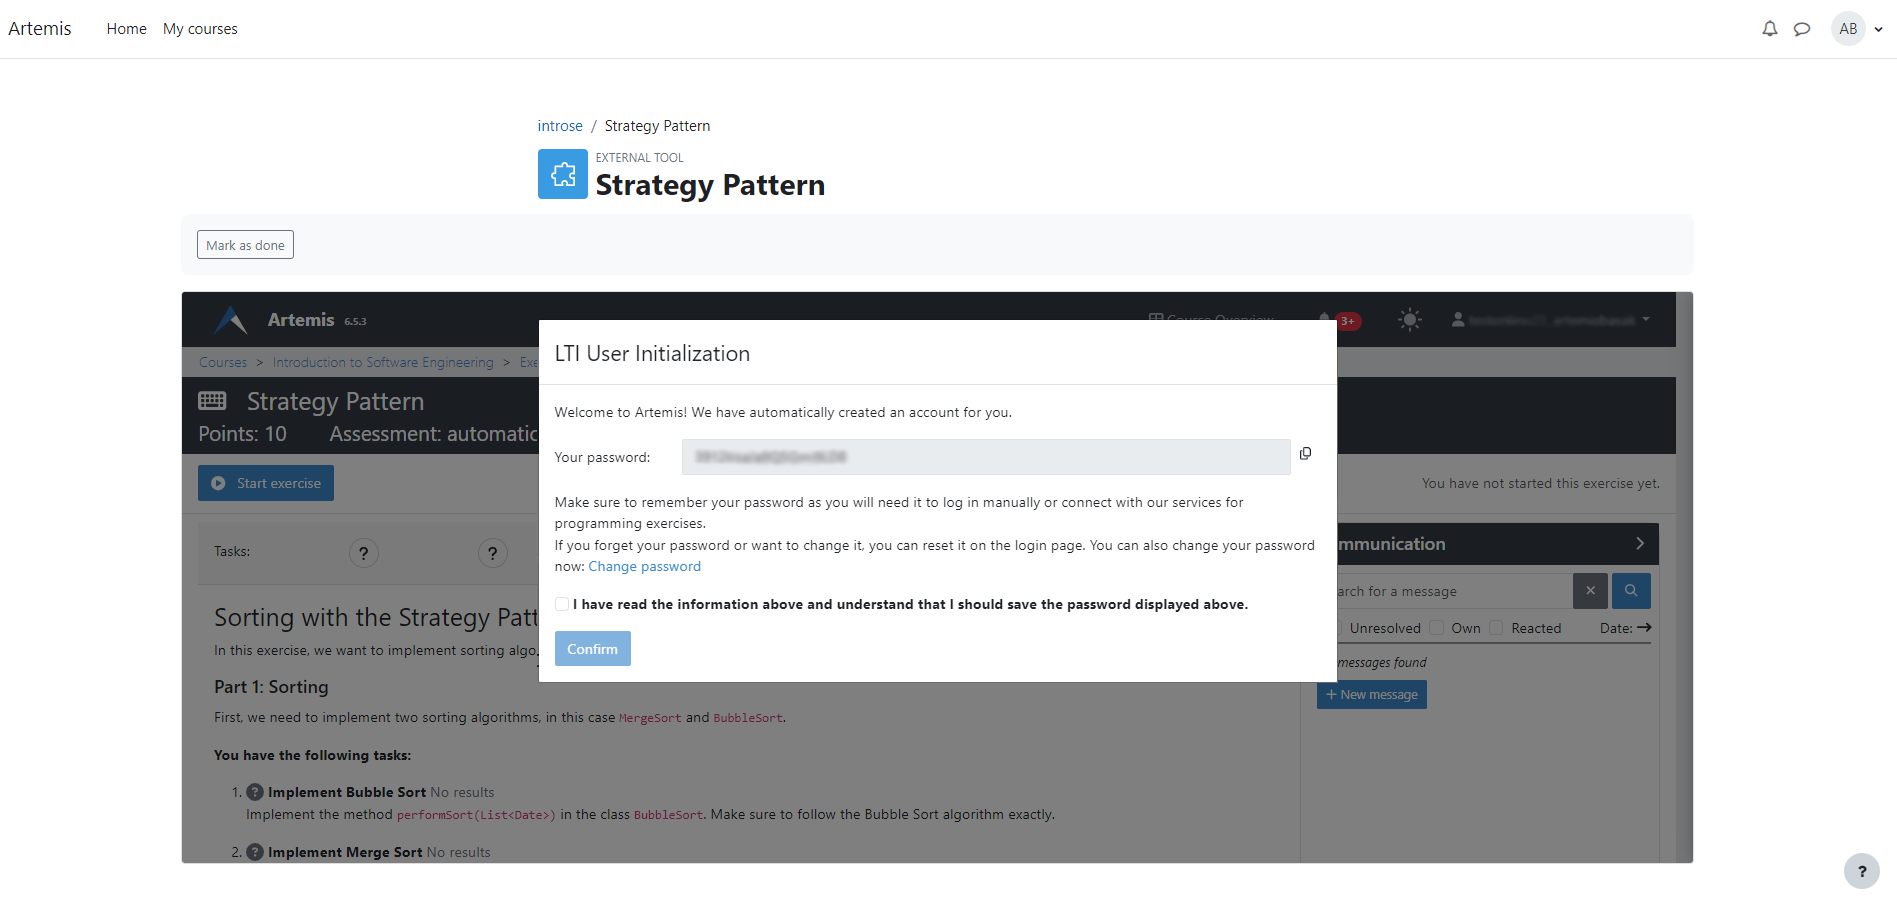 Artemis Home My courses AB
introse / Strategy Pattern
EXTERNAL TOOL
Strategy Pattern
Mark as done
Artemis 6.5.3 Course Overview 3+
Courses > Introduction to Software Engineering > Exe
Strategy Pattern
Points: 10 Assessment: automatic
Start exercise
You have not started this exercise yet.
Tasks: ? ?
LTI User Initialization
Welcome to Artemis! We have automatically created an account for you.
Your password:
Make sure to remember your password as you will need it to log in manually or connect with our services for
programming exercises.
If you forget your password or want to change it, you can reset it on the login page. You can also change your password
now: Change password
I have read the information above and understand that I should save the password displayed above.
Confirm
mmunication
arch for a message
Unresolved Own Reacted Date:
messages found
+ New message
Sorting with the Strategy Patt
In this exercise, we want to implement sorting algo
Part 1: Sorting
First, we need to implement two sorting algorithms, in this case MergeSort and BubbleSort.
You have the following tasks:
1. ? Implement Bubble Sort No results
Implement the method performSort(List<Date>) in the class BubbleSort. Make sure to follow the Bubble Sort algorithm exactly.
2. ? Implement Merge Sort No results
?